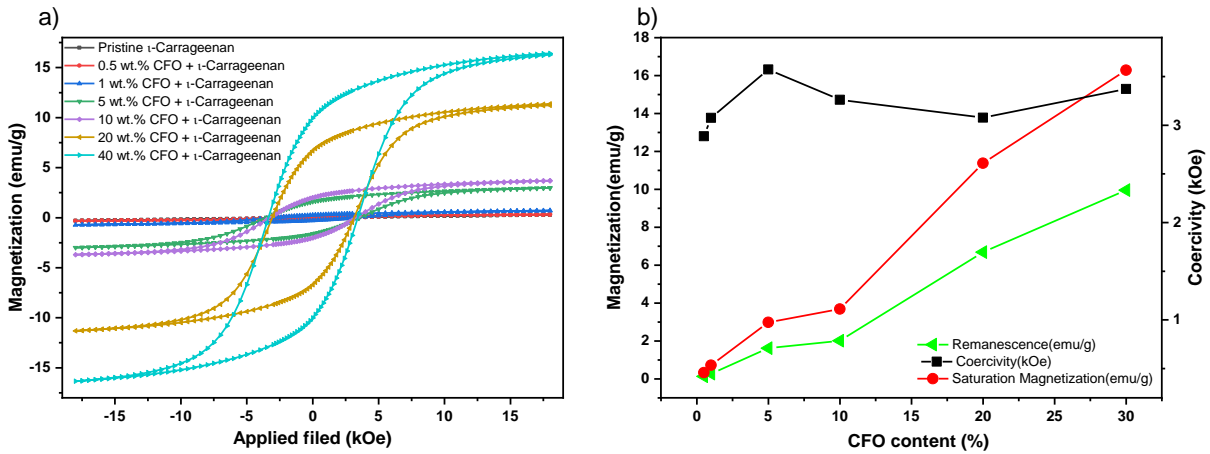 a)
Pristine ι-Carrageenan
0.5 wt.% CFO + ι-Carrageenan
1 wt.% CFO + ι-Carrageenan
5 wt.% CFO + ι-Carrageenan
10 wt.% CFO + ι-Carrageenan
20 wt.% CFO + ι-Carrageenan
40 wt.% CFO + ι-Carrageenan
Magnetization (emu/g)
15
10
5
0
-5
-10
-15
-15 -10 -5 0 5 10 15
Applied filed (kOe)
b)
Magnetization(emu/g)
18
16
14
12
10
8
6
4
2
0
3
2
1
Coercivity (kOe)
Remanescence(emu/g)
Coercivity(kOe)
Saturation Magnetization(emu/g)
0 5 10 15 20 25 30
CFO content (%)